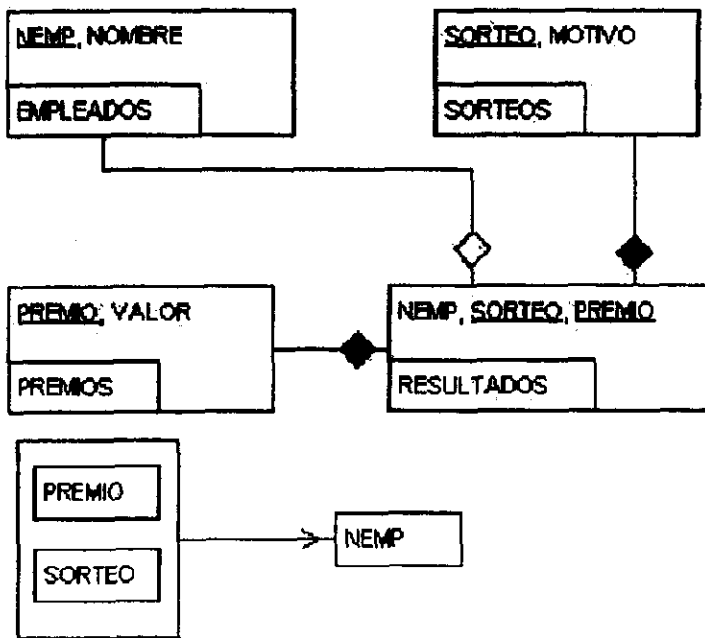 NEMP, NOMBRE
EMPLEADOS
SORTEO, MOTIVO
SORTEOS
PREMIO, VALOR
PREMIOS
NEMP, SORTEO, PREMIO
RESULTADOS
PREMIO
SORTEO
NEMP